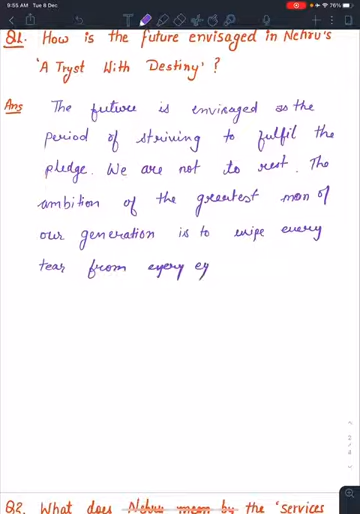 9:55 AM Tue 8 Dec
76%
Q1. How is the future envisaged in Nehru's
'A Tryst With Destiny'?
Ans The future is envisaged as the
period of striving to fulfil the
pledge. We are not to rest. The
ambition of the greatest man of
our generation is to wipe every
tear from eyery ey
Q2. What does Nehru mean by the 'services